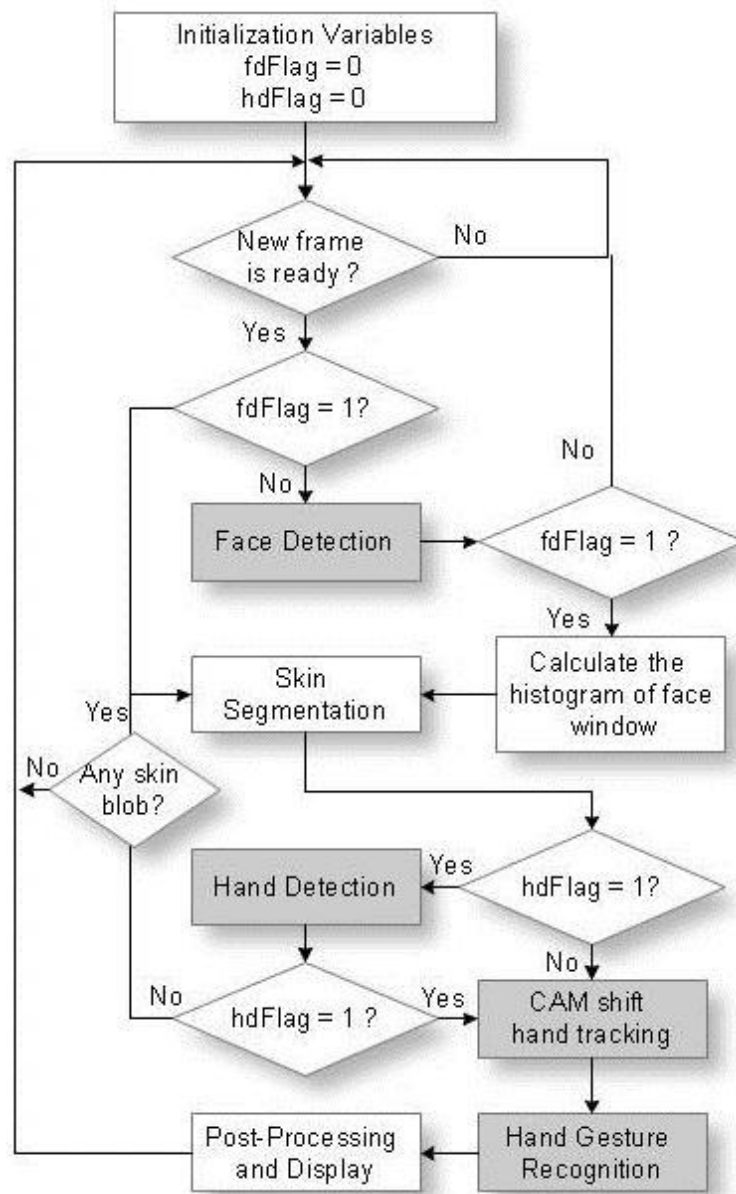 Initialization Variables
fdFlag = 0
hdFlag = 0
New frame
is ready ?
No
Yes
fdFlag = 1?
No
No
Face Detection
fdFlag = 1 ?
Yes
Skin
Segmentation
Calculate the
histogram of face
window
Yes
No
Any skin
blob?
Hand Detection
Yes
hdFlag = 1?
No
No
hdFlag = 1 ?
Yes
CAM shift
hand tracking
Post-Processing
and Display
Hand Gesture
Recognition